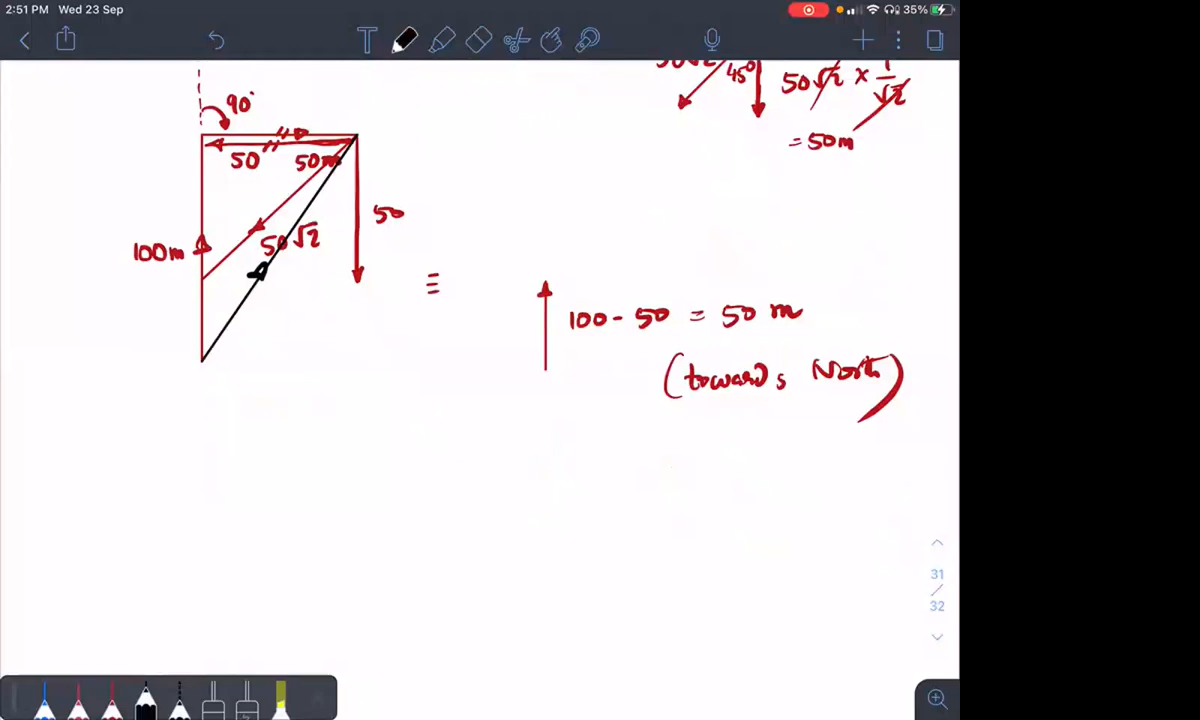 2:51 PM Wed 23 Sep
35%
T
45°
50√2 × 1/√2
= 50m
90°
50
50m
50
100m
50√2
≡
100 - 50 = 50 m
(towards North)
31
/
32